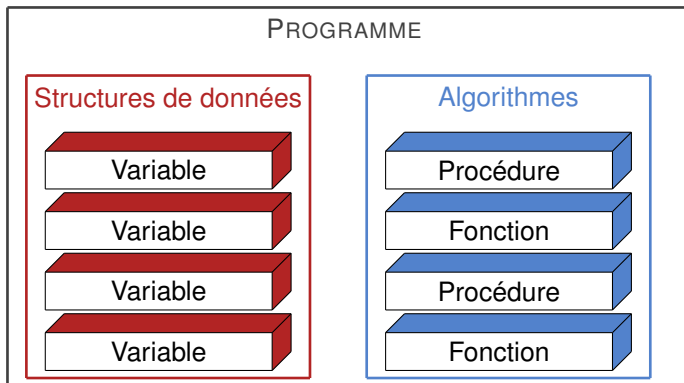 PROGRAMME
Structures de données
Variable
Variable
Variable
Variable
Algorithmes
Procédure
Fonction
Procédure
Fonction